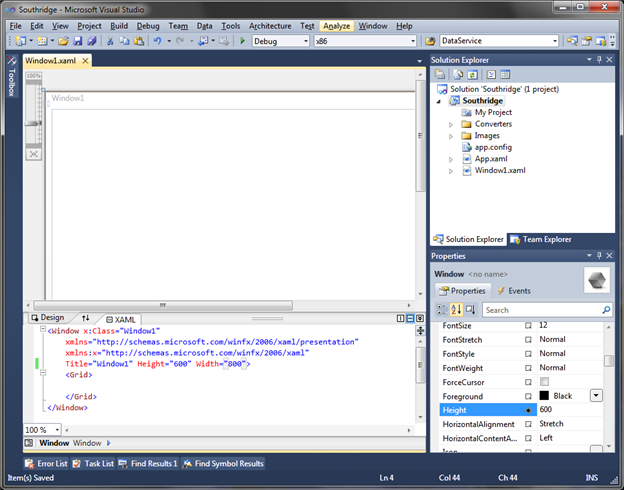 Southridge - Microsoft Visual Studio
File Edit View Project Build Debug Team Data Tools Architecture Test Analyze Window Help
Debug x86 DataService
Toolbox
Window1.xaml
100%
Window1
Design XAML
<Window x:Class="Window1"
xmlns="http://schemas.microsoft.com/winfx/2006/xaml/presentation"
xmlns:x="http://schemas.microsoft.com/winfx/2006/xaml"
Title="Window1" Height="600" Width="800">
<Grid>
</Grid>
</Window>
100 %
Window Window
Solution Explorer
Solution 'Southridge' (1 project)
Southridge
My Project
Converters
Images
app.config
App.xaml
Window1.xaml
Solution Explorer Team Explorer
Properties
Window <no name>
Properties Events
Search
FontSize 12
FontStretch Normal
FontStyle Normal
FontWeight Normal
ForceCursor
Foreground Black
Height 600
HorizontalAlignment Stretch
HorizontalContentA... Left
Error List Task List Find Results 1 Find Symbol Results
Item(s) Saved Ln 4 Col 44 Ch 44 INS